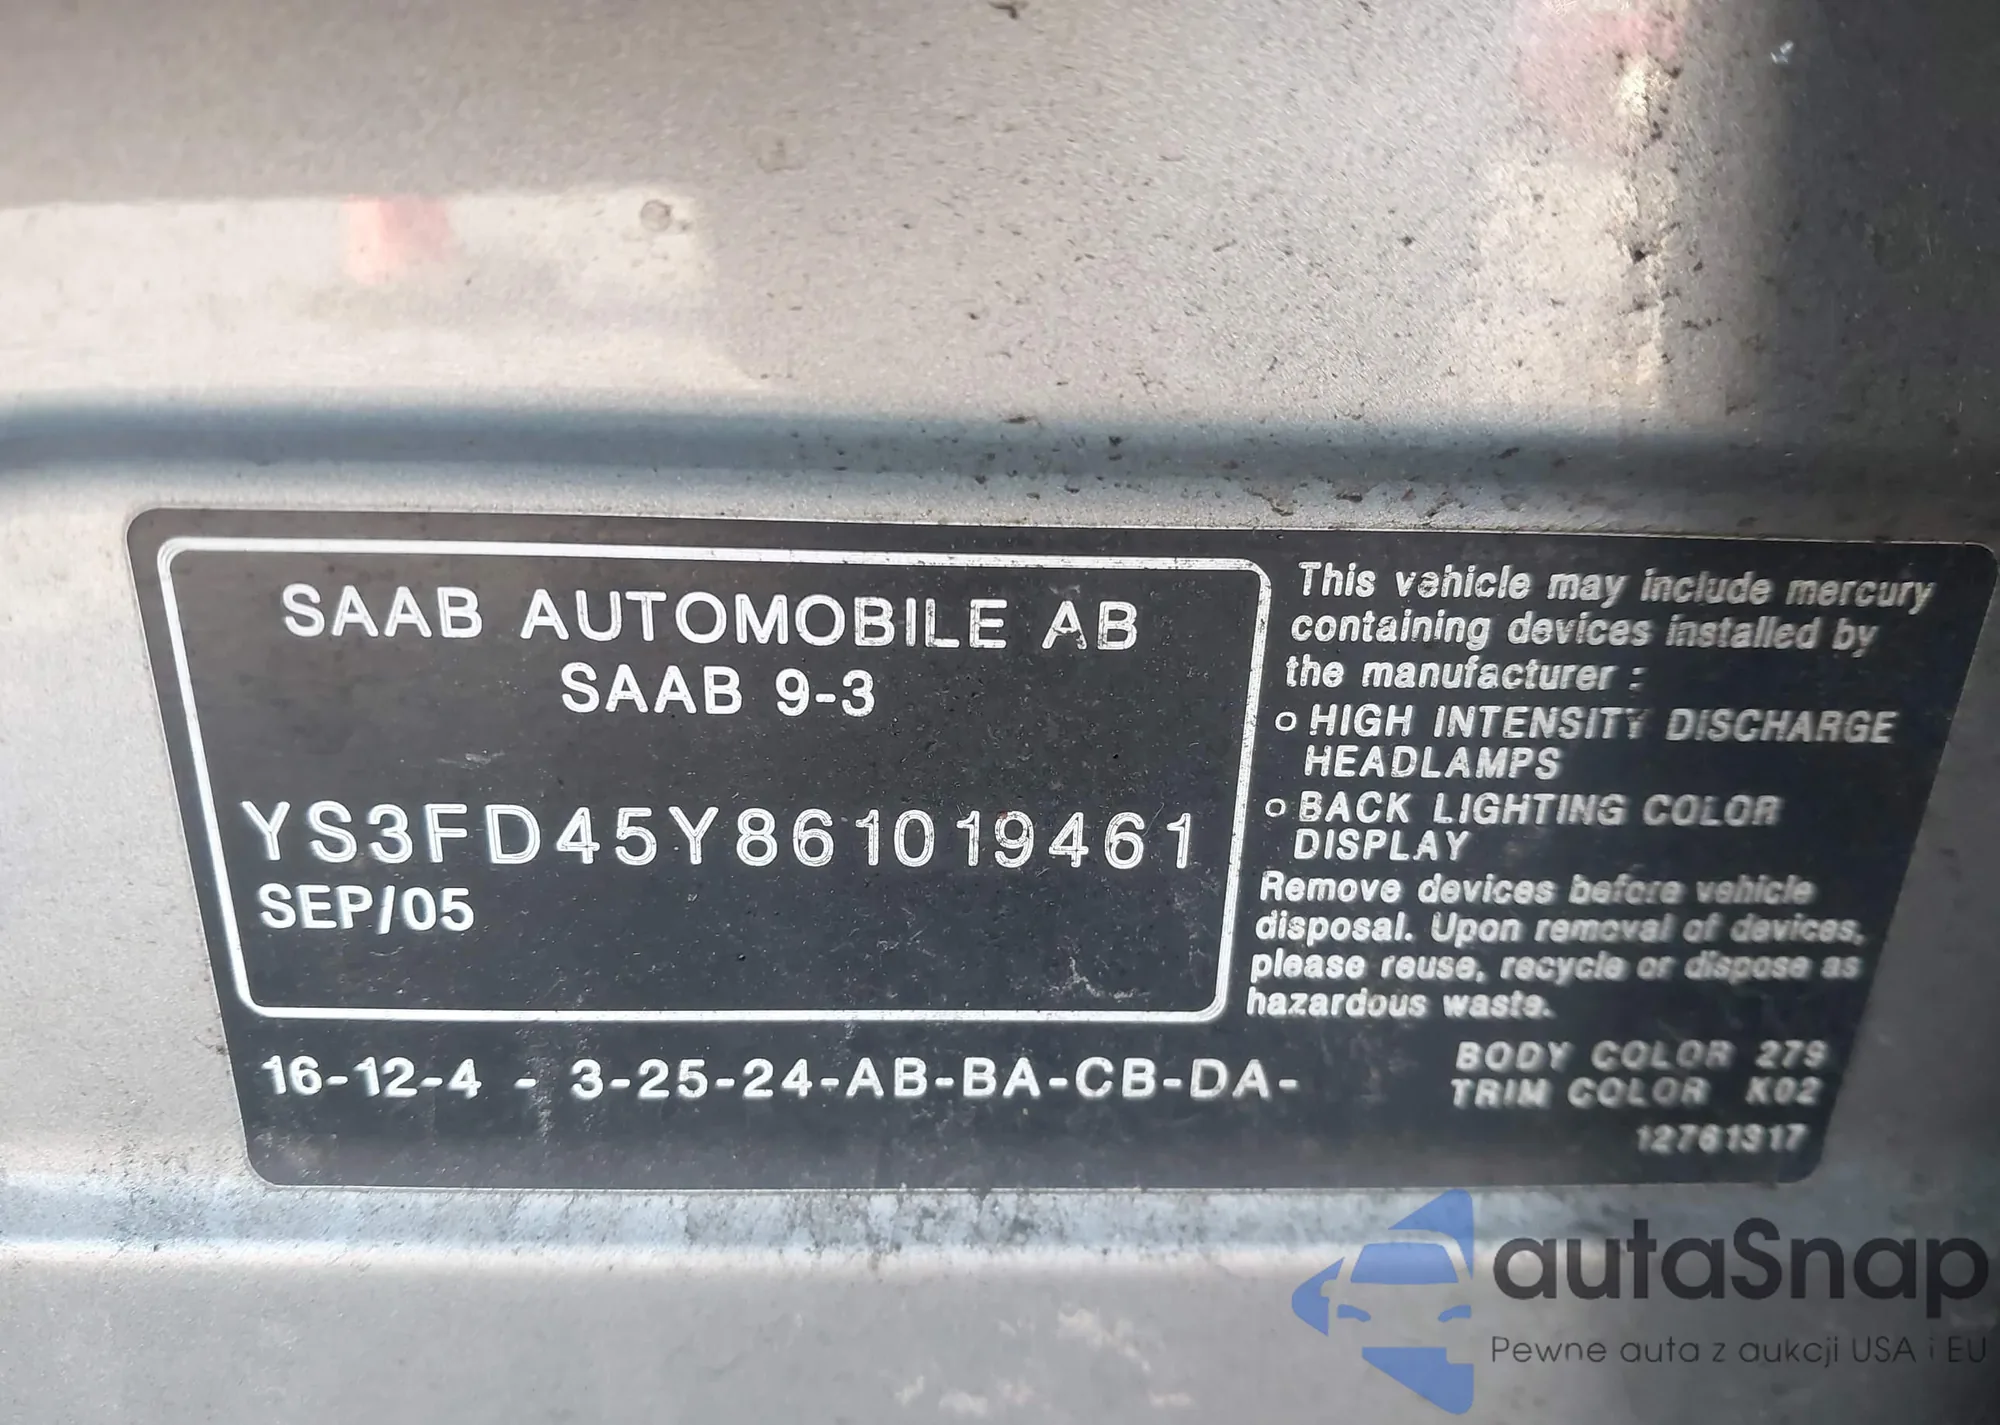 SAAB AUTOMOBILE AB
SAAB 9-3
YS3FD45Y861019461
SEP/05
16-12-4 - 3-25-24-AB-BA-CB-DA-
This vehicle may include mercury
containing devices installed by
the manufacturer :
o HIGH INTENSITY DISCHARGE
HEADLAMPS
o BACK LIGHTING COLOR
DISPLAY
Remove devices before vehicle
disposal. Upon removal of devices,
please reuse, recycle or dispose as
hazardous waste.
BODY COLOR 279
TRIM COLOR K02
12761317
autaSnap
Pewne auta z aukcji USA i EU